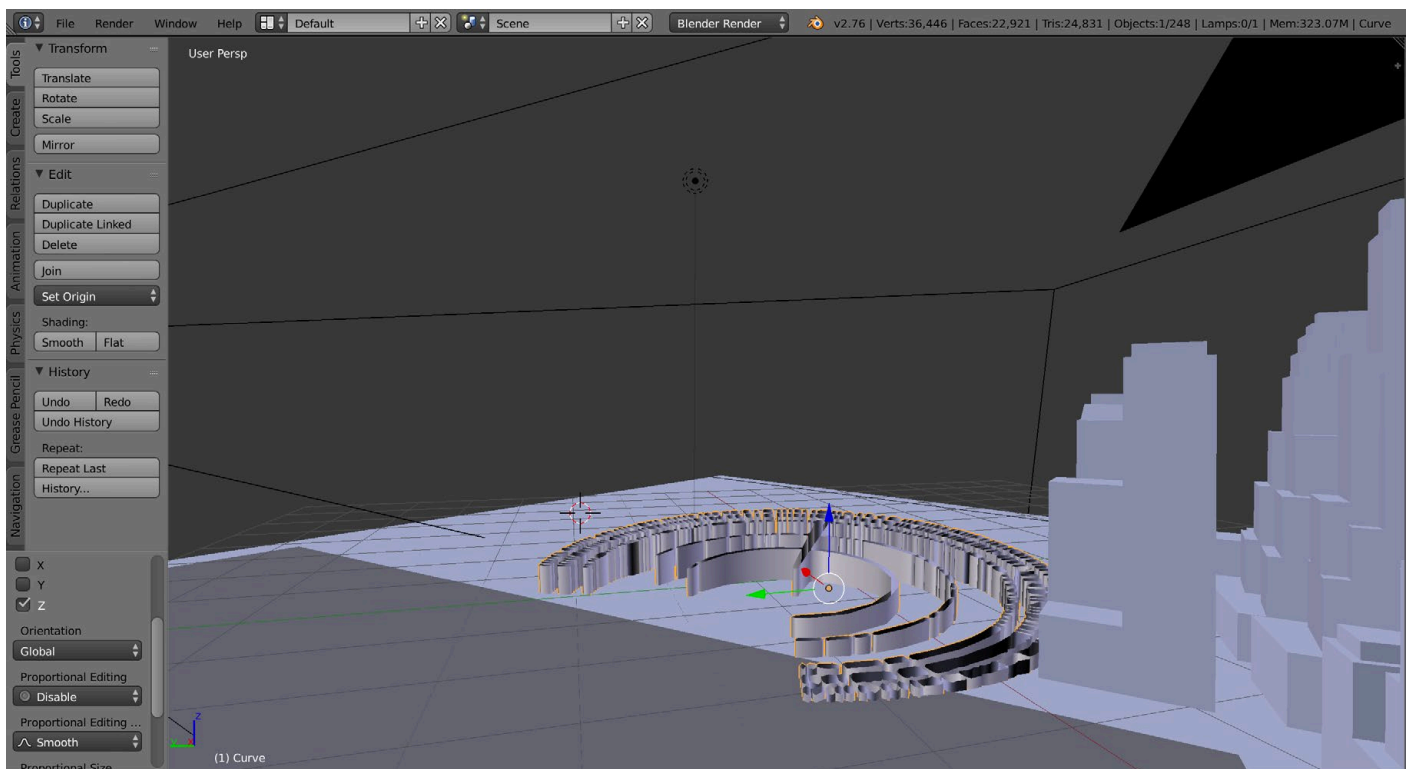 File Render Window Help Default Scene Blender Render v2.76 | Verts:36,446 | Faces:22,921 | Tris:24,831 | Objects:1/248 | Lamps:0/1 | Mem:323.07M | Curve
Tools
Create
Relations
Animation
Physics
Grease Pencil
Navigation
Transform
Translate
Rotate
Scale
Mirror
Edit
Duplicate
Duplicate Linked
Delete
Join
Set Origin
Shading:
Smooth Flat
History
Undo Redo
Undo History
Repeat:
Repeat Last
History...
X
Y
Z
Orientation
Global
Proportional Editing
Disable
Proportional Editing ...
Smooth
Proportional Size
User Persp
z
y
(1) Curve